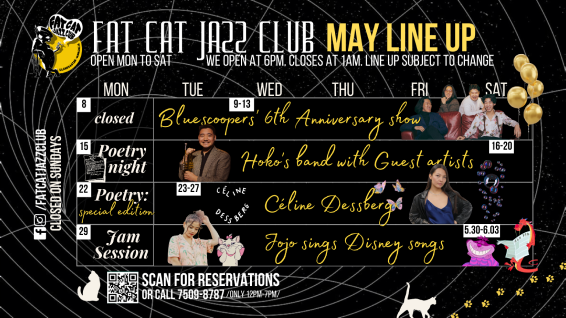 FAT CAT JAZZ CLUB MAY LINE UP
OPEN MON TO SAT WE OPEN AT 6PM. CLOSES AT 1AM. LINE UP SUBJECT TO CHANGE
MON TUE WED THU FRI SAT
8 closed 9-13 Bluescoopers' 6th Anniversary show
15 Poetry night Hoko's band with Guest artists 16-20
22 Poetry: special edition 23-27 CÉLINE DESSBERG Céline Dessberg
29 Jam Session Jojo sings Disney songs 5.30-6.03
/FATCATJAZZCLUB
CLOSED ON SUNDAYS
SCAN FOR RESERVATIONS
OR CALL 7509-8787 /ONLY 12PM-7PM/